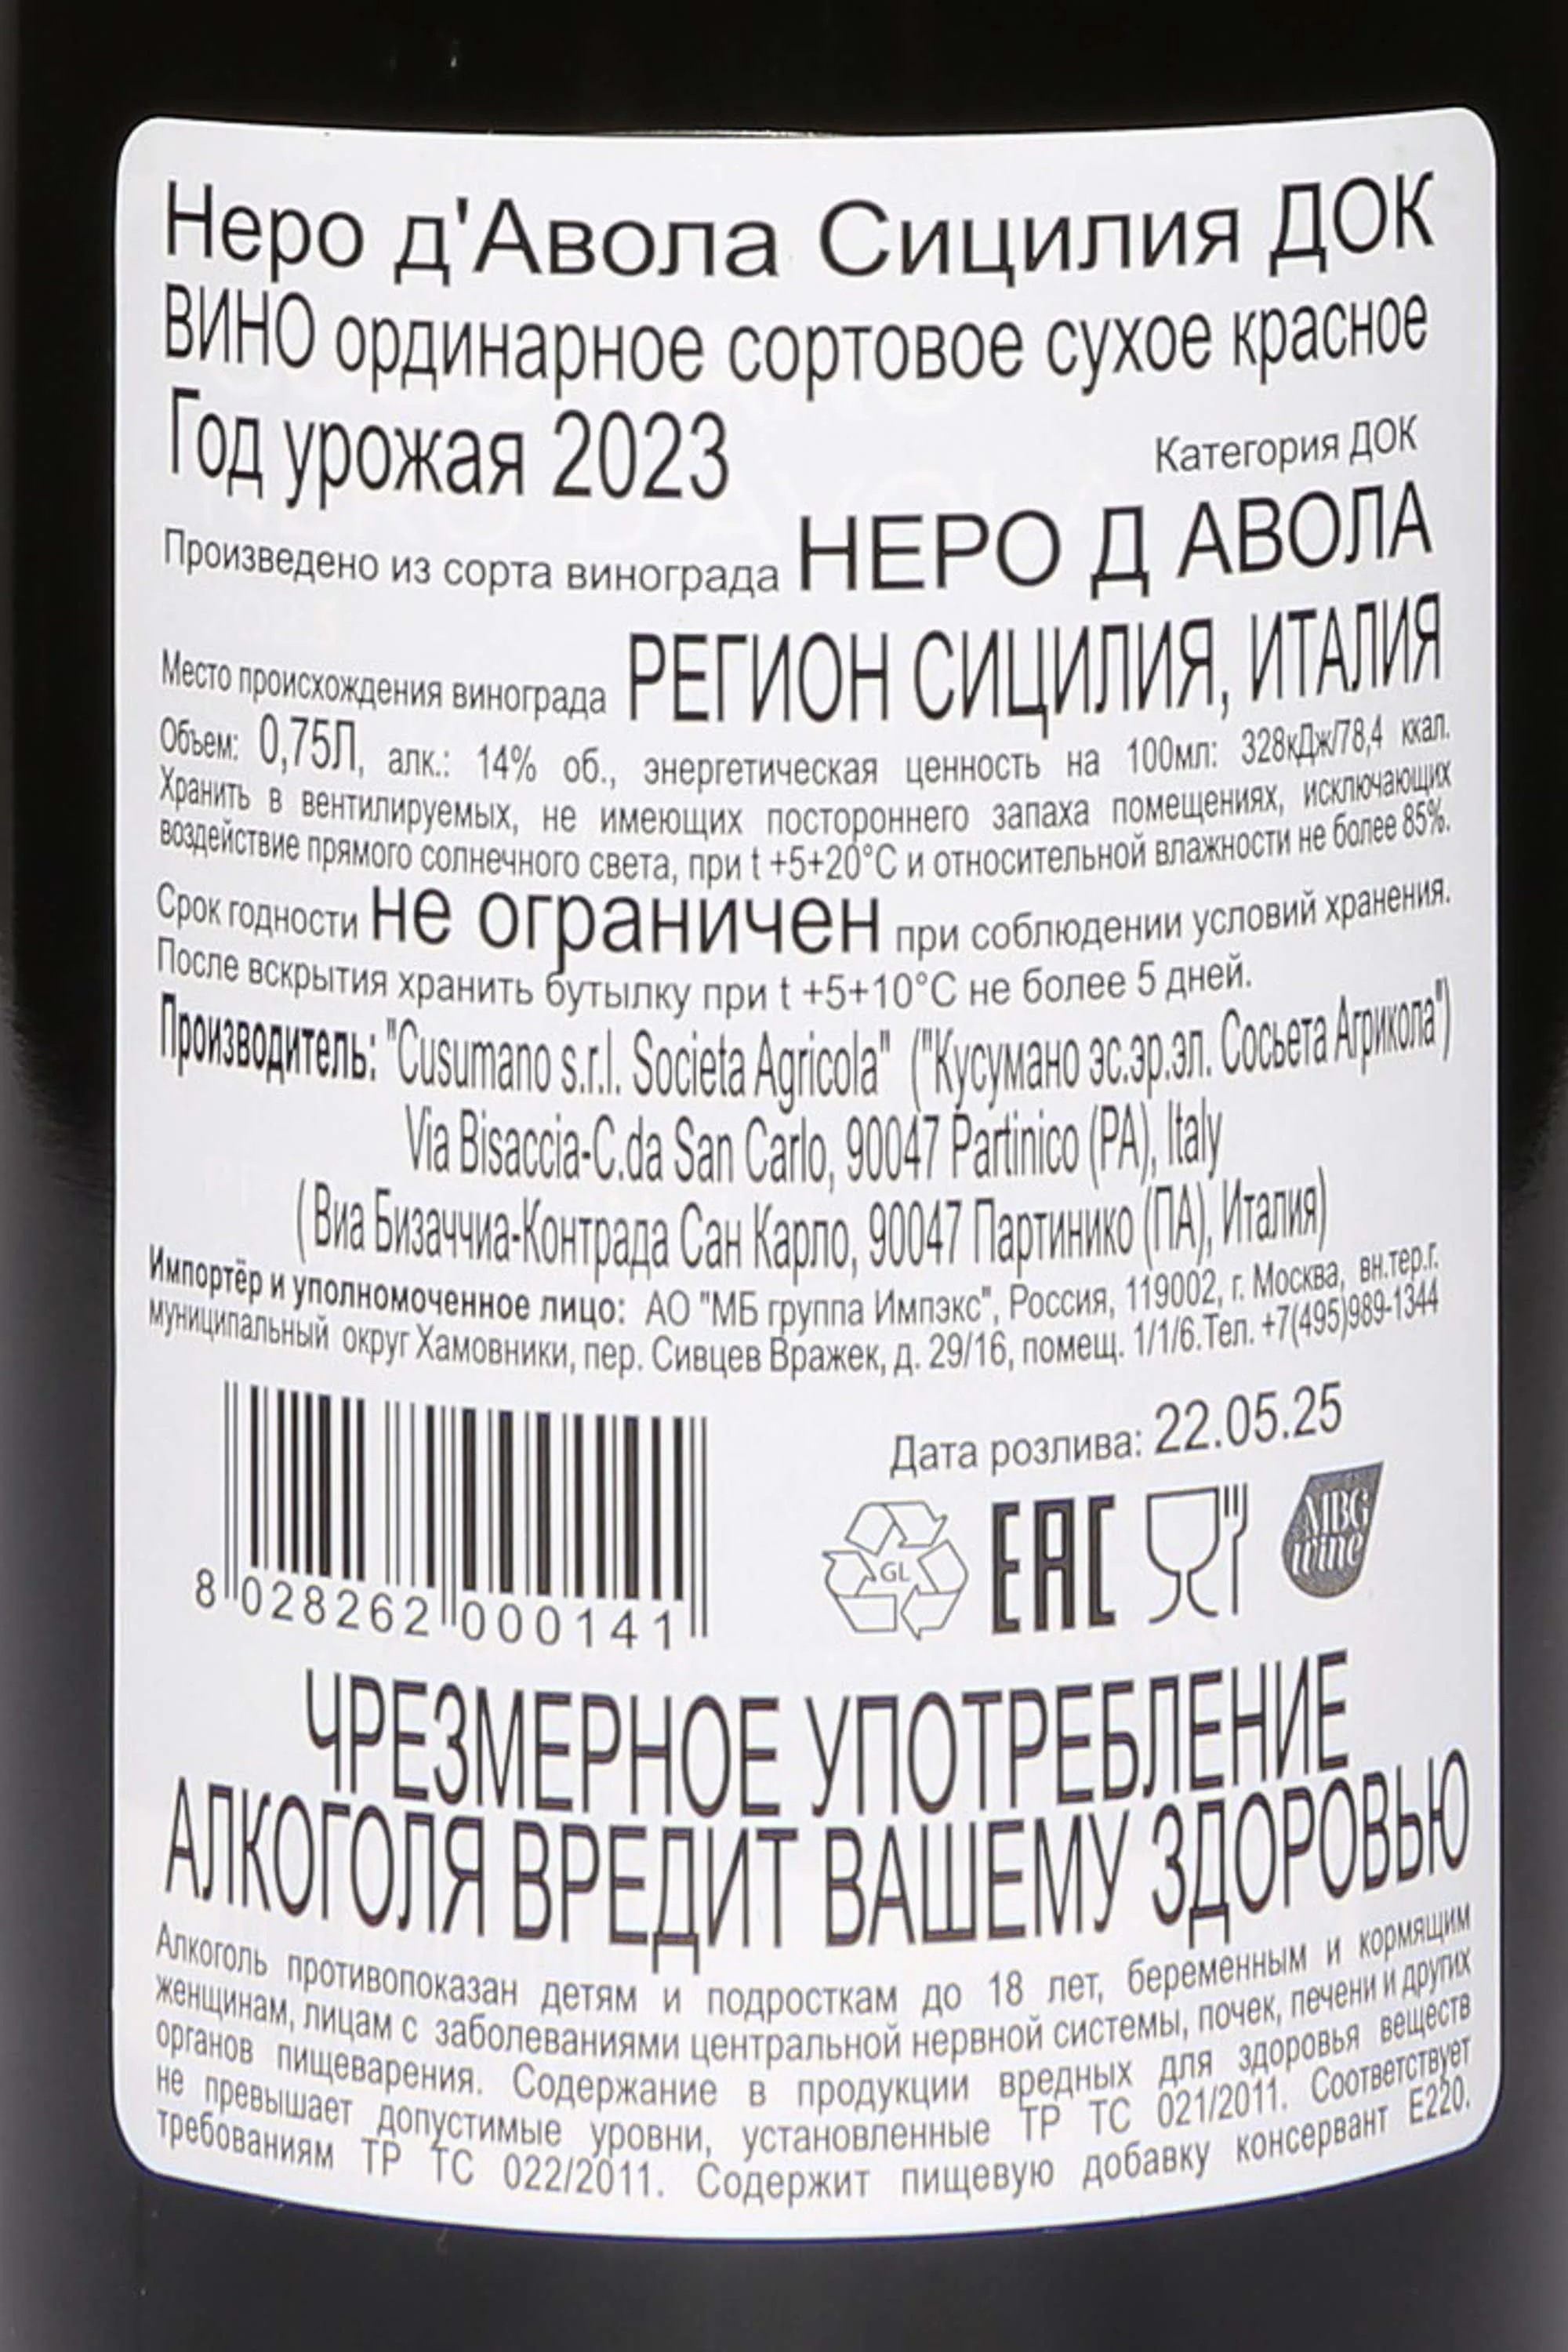 Неро д'Авола Сицилия ДОК
ВИНО ординарное сортовое сухое красное
Год урожая 2023
Категория ДОК
Произведено из сорта винограда НЕРО Д АВОЛА
Место происхождения винограда РЕГИОН СИЦИЛИЯ, ИТАЛИЯ
Объем: 0,75Л, алк.: 14% об., энергетическая ценность на 100мл: 328кДж/78,4 ккал.
Хранить в вентилируемых, не имеющих постороннего запаха помещениях, исключающих
воздействие прямого солнечного света, при t +5+20°С и относительной влажности не более 85%.
Срок годности не ограничен при соблюдении условий хранения.
После вскрытия хранить бутылку при t +5+10°С не более 5 дней.
Производитель: "Cusumano s.r.l. Societa Agricola" ("Кусумано эс.эр.эл. Сосьета Агрикола")
Via Bisaccia-C.da San Carlo, 90047 Partinico (PA), Italy
( Виа Бизаччиа-Контрада Сан Карло, 90047 Партинико (ПА), Италия)
Импортёр и уполномоченное лицо: АО "МБ группа Импэкс", Россия, 119002, г. Москва, вн.тер.г.
муниципальный округ Хамовники, пер. Сивцев Вражек, д. 29/16, помещ. 1/1/6.Тел. +7(495)989-1344
Дата розлива: 22.05.25
GL
EAC
MBG
wine
8 028262 000141
ЧРЕЗМЕРНОЕ УПОТРЕБЛЕНИЕ
АЛКОГОЛЯ ВРЕДИТ ВАШЕМУ ЗДОРОВЬЮ
Алкоголь противопоказан детям и подросткам до 18 лет, беременным и кормящим
женщинам, лицам с заболеваниями центральной нервной системы, почек, печени и других
органов пищеварения. Содержание в продукции вредных для здоровья веществ
не превышает допустимые уровни, установленные ТР ТС 021/2011. Соответствует
требованиям ТР ТС 022/2011. Содержит пищевую добавку консервант Е220.